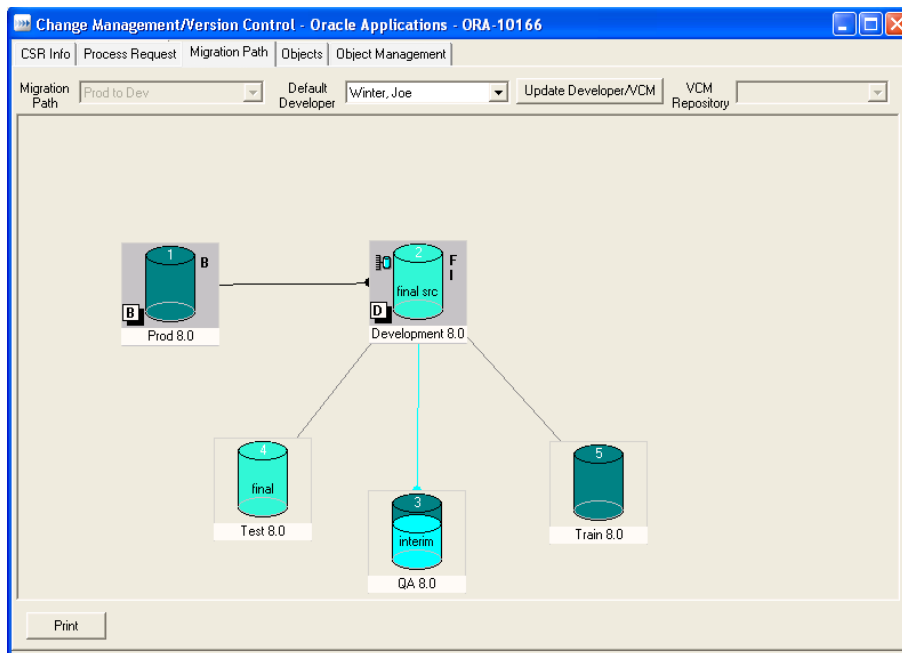 Change Management/Version Control - Oracle Applications - ORA-10166
CSR Info Process Request Migration Path Objects Object Management
Migration Path Prod to Dev Default Developer Winter, Joe Update Developer/VCM VCM Repository
1
B
B
Prod 8.0
2
F
I
final src
D
Development 8.0
4
final
Test 8.0
3
interim
QA 8.0
5
Train 8.0
Print